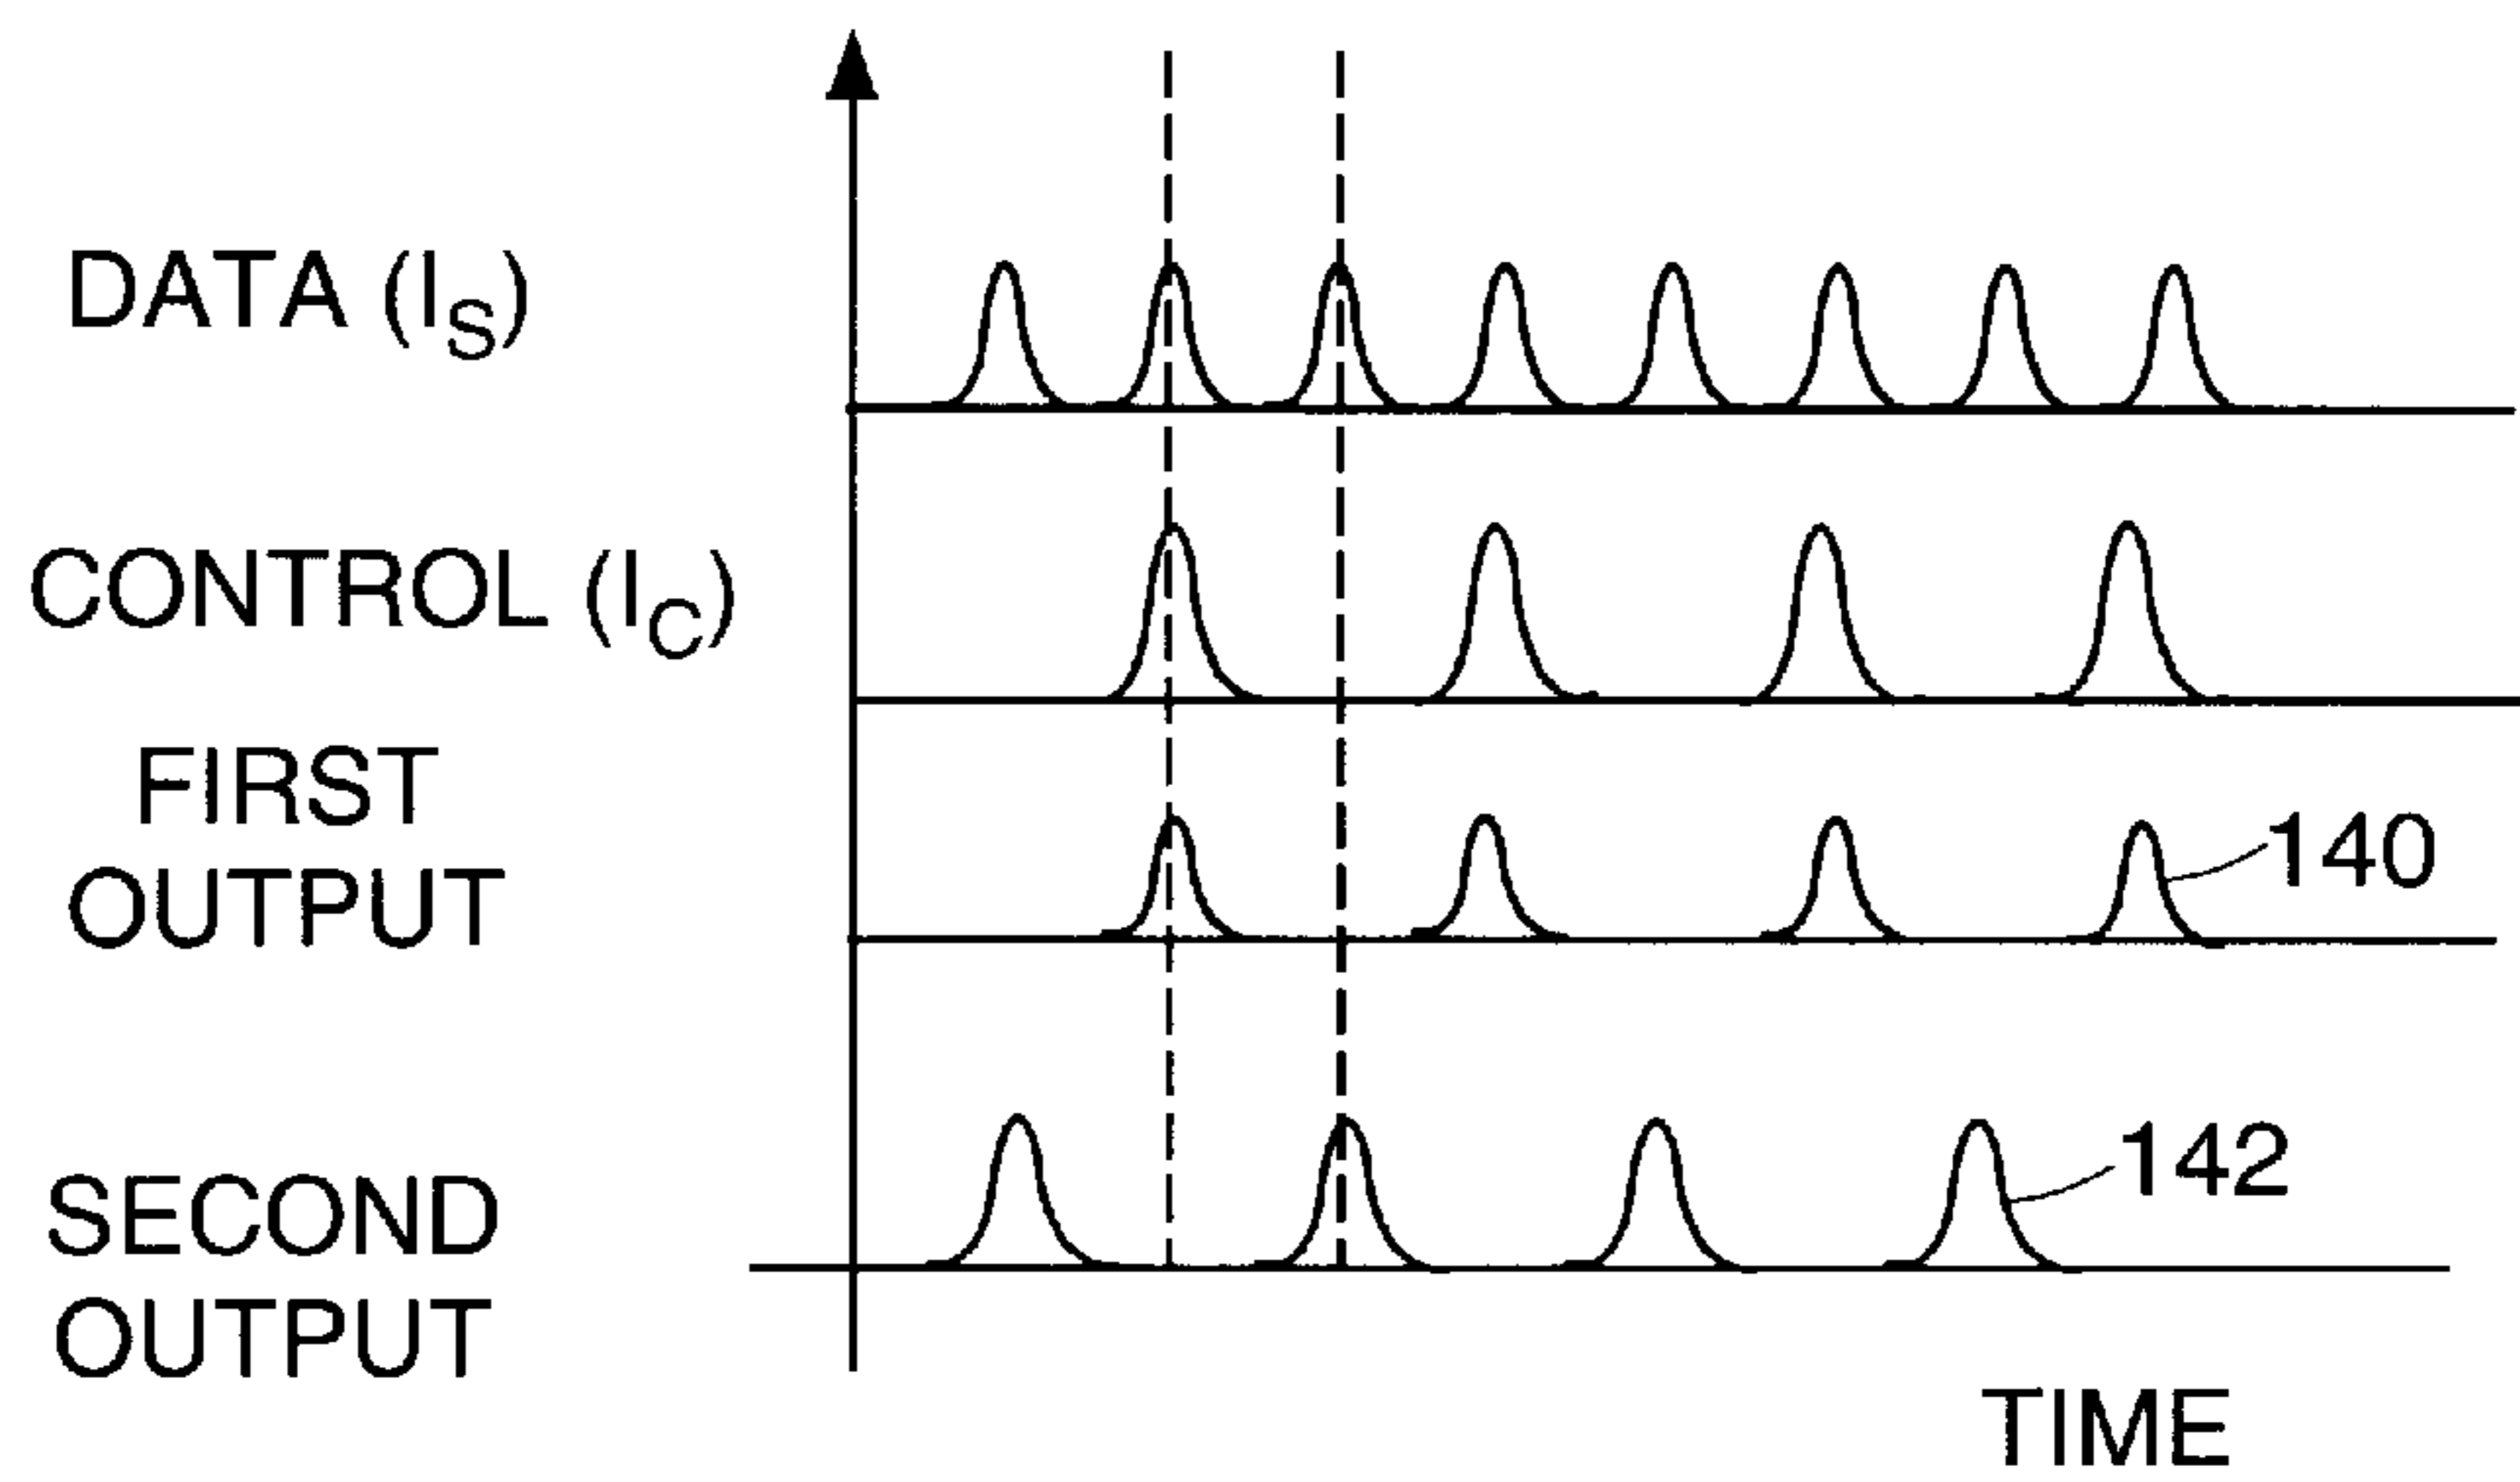 DATA (IS)
CONTROL (IC)
FIRST
OUTPUT
140
SECOND
OUTPUT
142
TIME